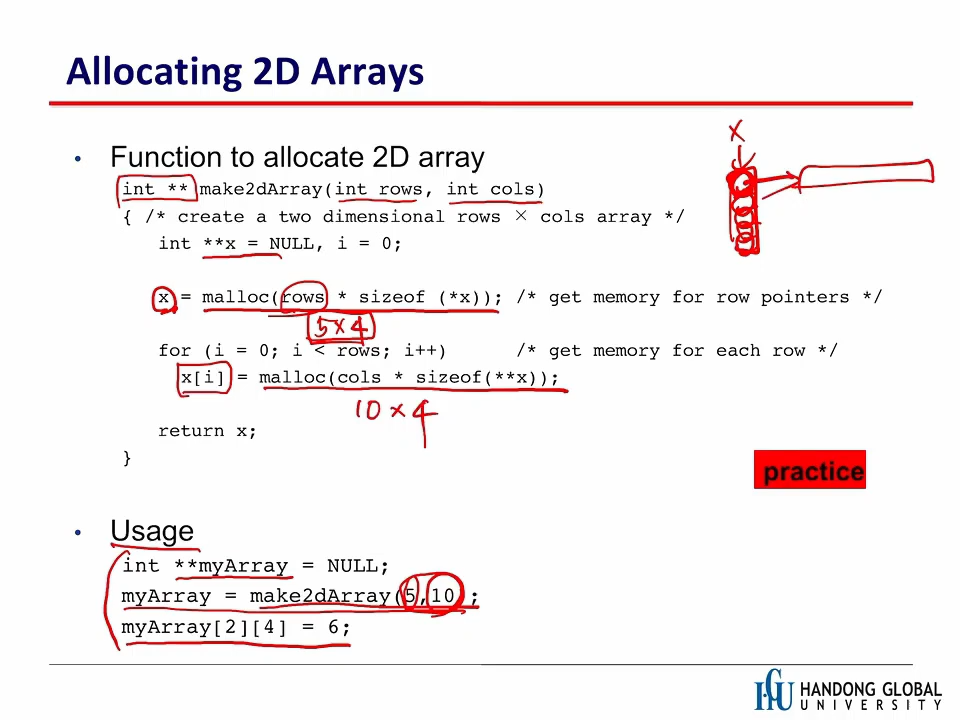 Allocating 2D Arrays
• Function to allocate 2D array
int ** make2dArray(int rows, int cols)
{ /* create a two dimensional rows × cols array */
int **x = NULL, i = 0;
x = malloc(rows * sizeof (*x)); /* get memory for row pointers */
5 x 4
for (i = 0; i < rows; i++) /* get memory for each row */
x[i] = malloc(cols * sizeof(**x));
10 x 4
return x;
}
x
practice
• Usage
int **myArray = NULL;
myArray = make2dArray(5,10);
myArray[2][4] = 6;
HGU HANDONG GLOBAL
UNIVERSITY